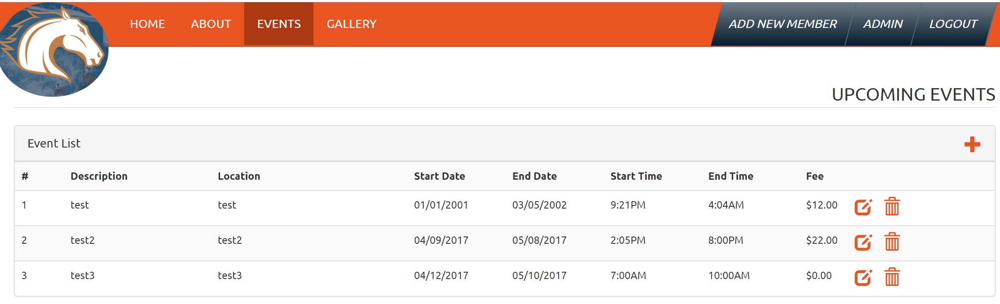 HOME ABOUT EVENTS GALLERY ADD NEW MEMBER ADMIN LOGOUT
UPCOMING EVENTS
Event List
# Description Location Start Date End Date Start Time End Time Fee
1 test test 01/01/2001 03/05/2002 9:21PM 4:04AM $12.00
2 test2 test2 04/09/2017 05/08/2017 2:05PM 8:00PM $22.00
3 test3 test3 04/12/2017 05/10/2017 7:00AM 10:00AM $0.00